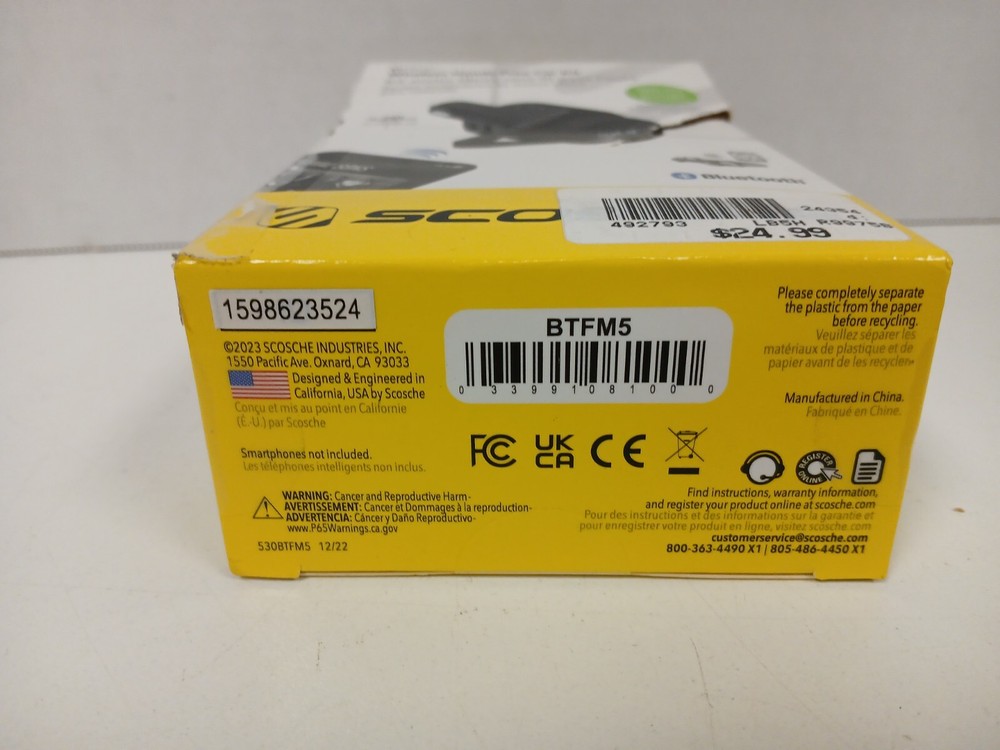 Bluetooth
SCO
492793
LBSH R99758
$24.99
1598623524
©2023 SCOSCHE INDUSTRIES, INC.
1550 Pacific Ave. Oxnard, CA 93033
Designed & Engineered in
California, USA by Scosche
Conçu et mis au point en Californie
(É.-U.) par Scosche
Smartphones not included.
Les téléphones intelligents non inclus.
WARNING: Cancer and Reproductive Harm-
AVERTISSEMENT: Cancer et Dommages à la reproduction-
ADVERTENCIA: Cáncer y Daño Reproductivo-
www.P65Warnings.ca.gov
530BTFM5 12/22
BTFM5
0 33991 08100 0
FC UK CA CE
Please completely separate
the plastic from the paper
before recycling.
Veuillez séparer les
matériaux de plastique et de
papier avant de les recycler.
Manufactured in China.
Fabriqué en Chine.
REGISTER ONLINE
Find instructions, warranty information,
and register your product online at scosche.com
Pour des instructions et des informations sur la garantie et
pour enregistrer votre produit en ligne, visitez scosche.com
customerservice@scosche.com
800-363-4490 X1 | 805-486-4450 X1